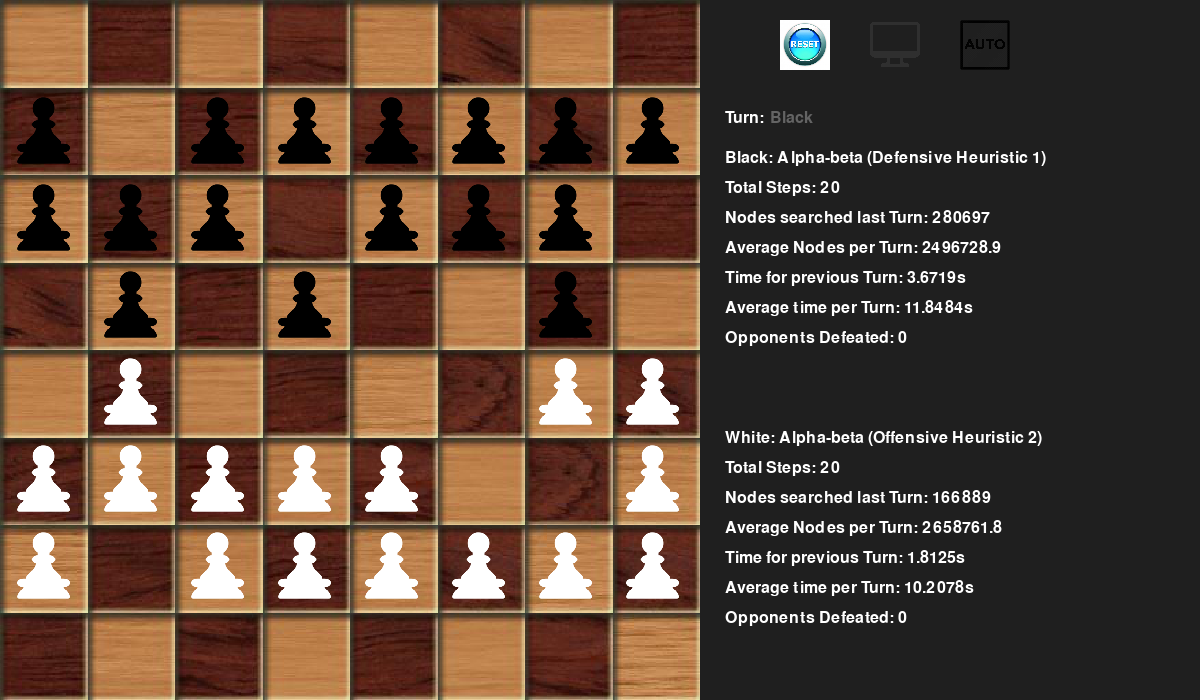 RESET
AUTO
Turn: Black
Black: Alpha-beta (Defensive Heuristic 1)
Total Steps: 20
Nodes searched last Turn: 280697
Average Nodes per Turn: 2496728.9
Time for previous Turn: 3.6719s
Average time per Turn: 11.8484s
Opponents Defeated: 0
White: Alpha-beta (Offensive Heuristic 2)
Total Steps: 20
Nodes searched last Turn: 166889
Average Nodes per Turn: 2658761.8
Time for previous Turn: 1.8125s
Average time per Turn: 10.2078s
Opponents Defeated: 0